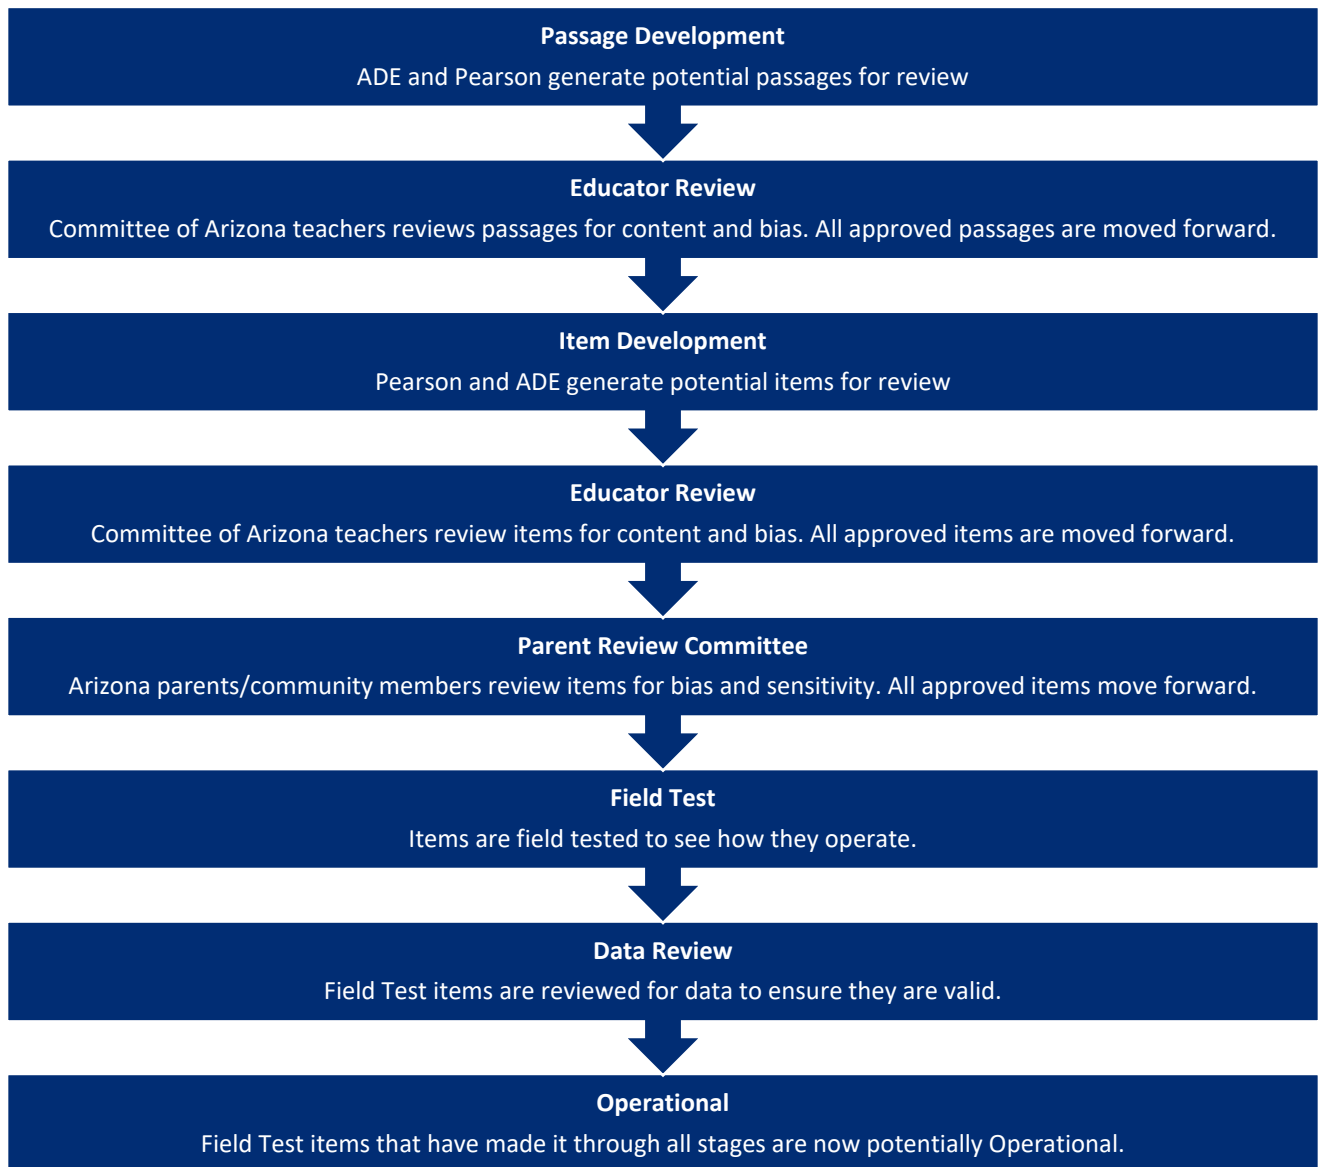 Passage Development
ADE and Pearson generate potential passages for review
Educator Review
Committee of Arizona teachers reviews passages for content and bias. All approved passages are moved forward.
Item Development
Pearson and ADE generate potential items for review
Educator Review
Committee of Arizona teachers review items for content and bias. All approved items are moved forward.
Parent Review Committee
Arizona parents/community members review items for bias and sensitivity. All approved items move forward.
Field Test
Items are field tested to see how they operate.
Data Review
Field Test items are reviewed for data to ensure they are valid.
Operational
Field Test items that have made it through all stages are now potentially Operational.